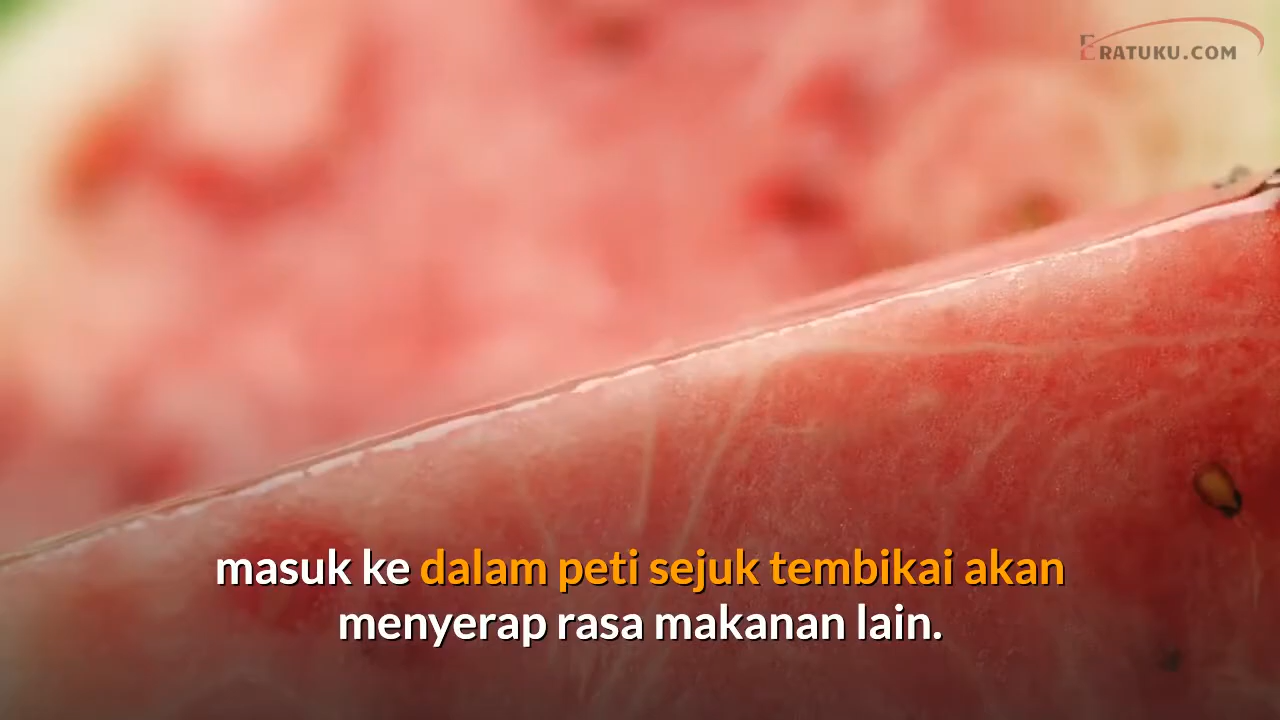 ERATUKU.COM
masuk ke dalam peti sejuk tembikai akan
menyerap rasa makanan lain.